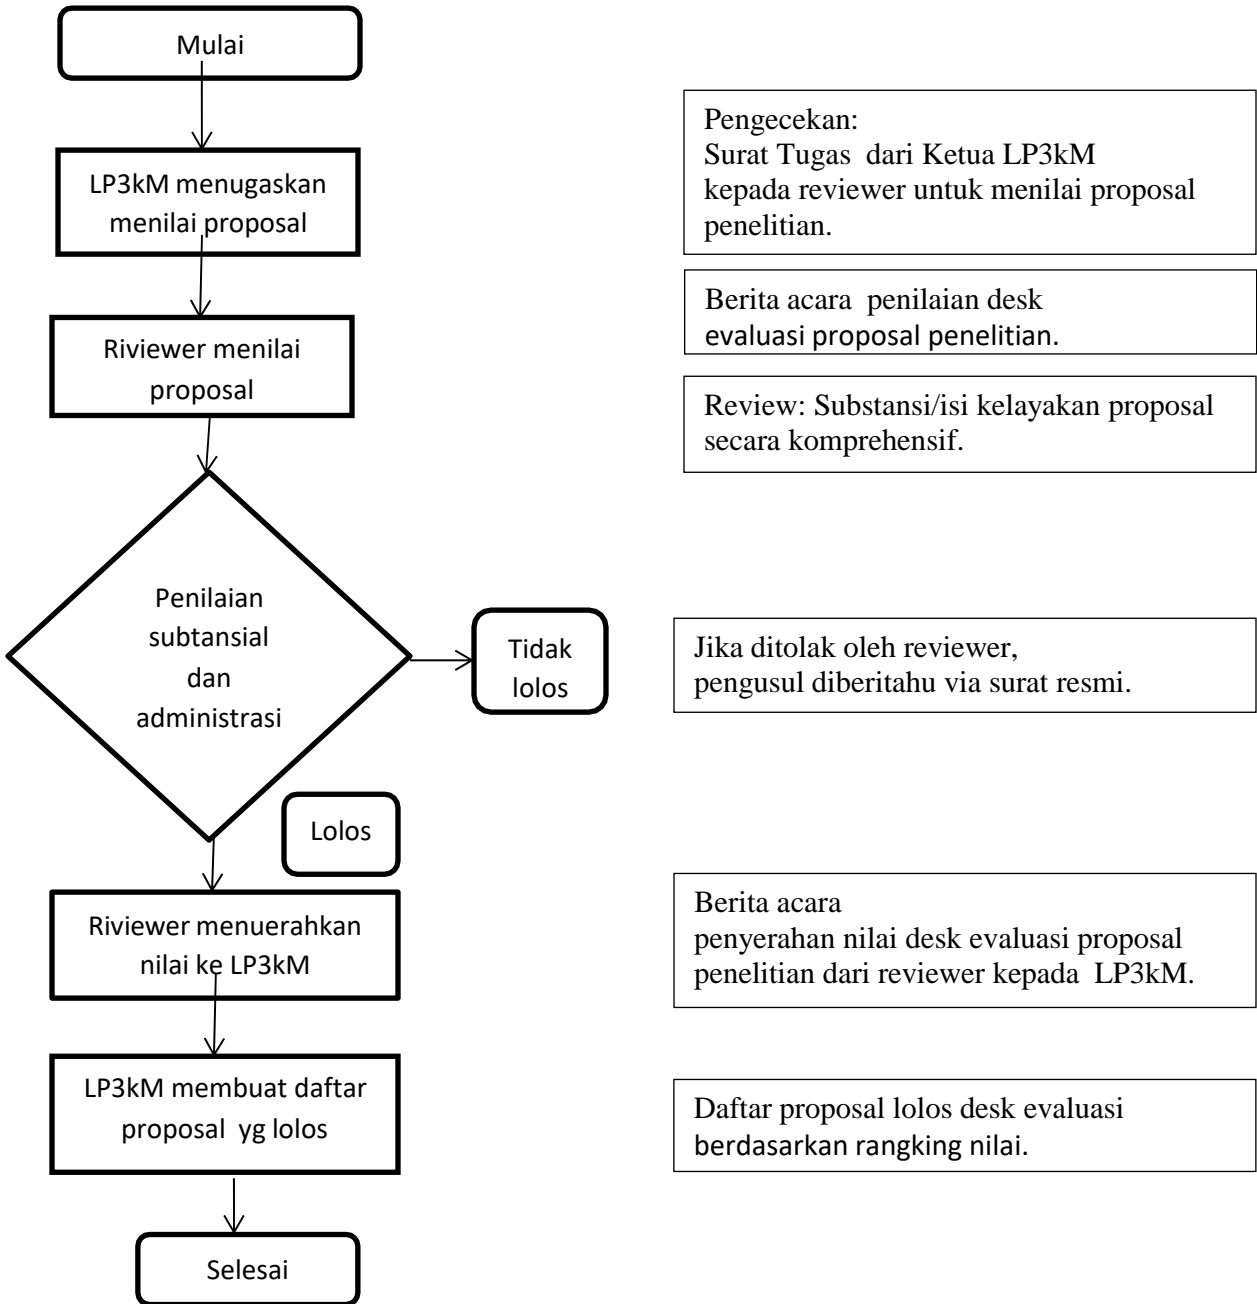 Mulai
LP3kM menugaskan
menilai proposal
Pengecekan:
Surat Tugas dari Ketua LP3kM
kepada reviewer untuk menilai proposal
penelitian.
Riviewer menilai
proposal
Berita acara penilaian desk
evaluasi proposal penelitian.
Review: Substansi/isi kelayakan proposal
secara komprehensif.
Penilaian
subtansial
dan
administrasi
Tidak
lolos
Jika ditolak oleh reviewer,
pengusul diberitahu via surat resmi.
Lolos
Riviewer menuerahkan
nilai ke LP3kM
Berita acara
penyerahan nilai desk evaluasi proposal
penelitian dari reviewer kepada LP3kM.
LP3kM membuat daftar
proposal yg lolos
Daftar proposal lolos desk evaluasi
berdasarkan rangking nilai.
Selesai